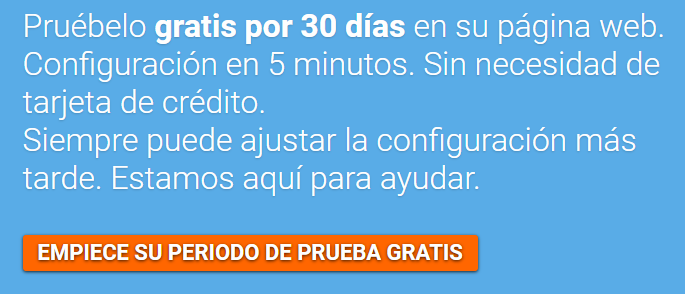 Pruébelo gratis por 30 días en su página web.
Configuración en 5 minutos. Sin necesidad de
tarjeta de crédito.
Siempre puede ajustar la configuración más
tarde. Estamos aquí para ayudar.
EMPIECE SU PERIODO DE PRUEBA GRATIS